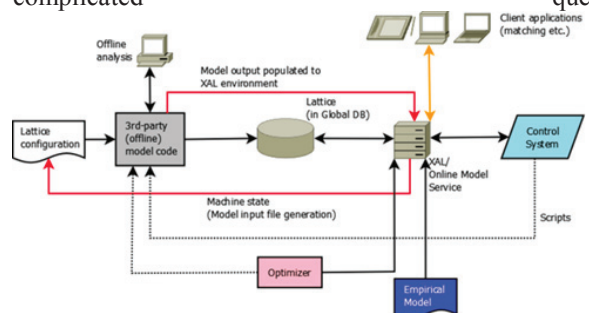 complicated que
Client applications
(matching etc.)
Offline
analysis
Model output populated to
XAL environment
Lattice
(in Global DB)
Lattice
configuration
3rd-party
(offline)
model code
Control
System
XAL/
Online Model
Service
Machine state
(Model input file generation)
Scripts
Optimizer
Empirical
Model